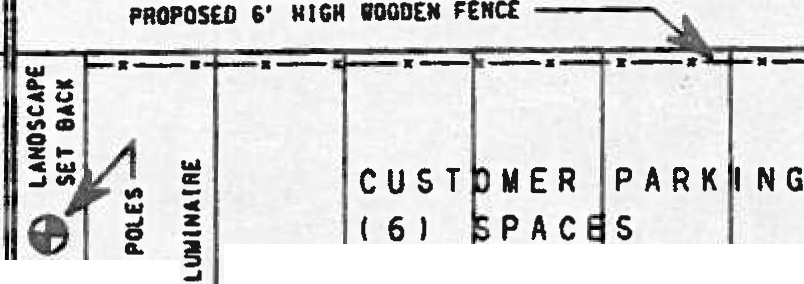 PROPOSED 6' HIGH WOODEN FENCE
LANDSCAPE
SET BACK
POLES
LUMINAIRE
CUSTOMER PARKING
(6) SPACES